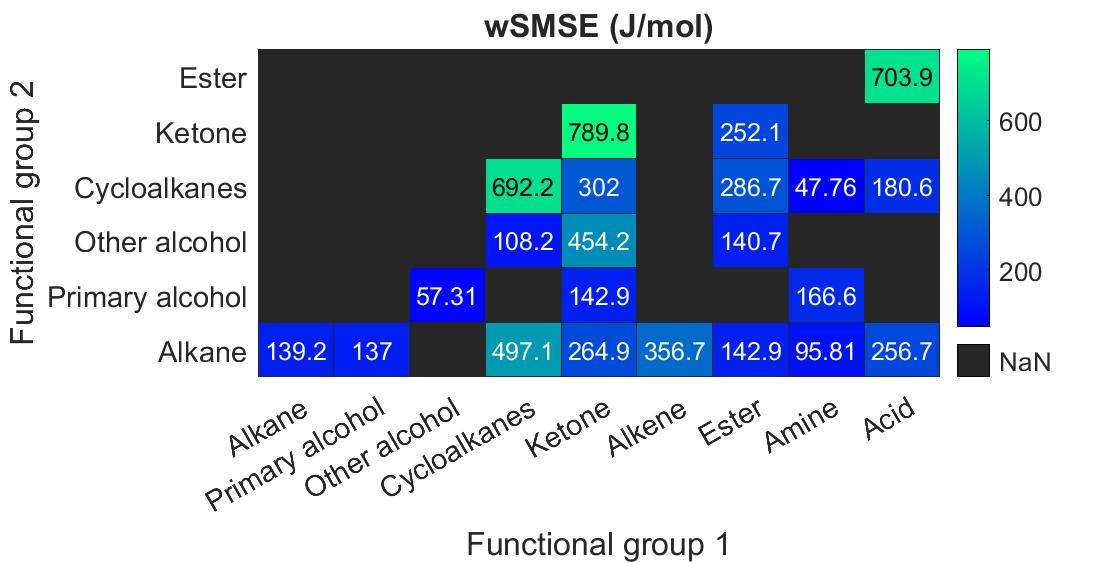 wSMSE (J/mol)
Functional group 2
Ester 703.9
Ketone 789.8 252.1
Cycloalkanes 692.2 302 286.7 47.76 180.6
Other alcohol 108.2 454.2 140.7
Primary alcohol 57.31 142.9 166.6
Alkane 139.2 137 497.1 264.9 356.7 142.9 95.81 256.7
600
400
200
NaN
Alkane Primary alcohol Other alcohol Cycloalkanes Ketone Alkene Ester Amine Acid
Functional group 1